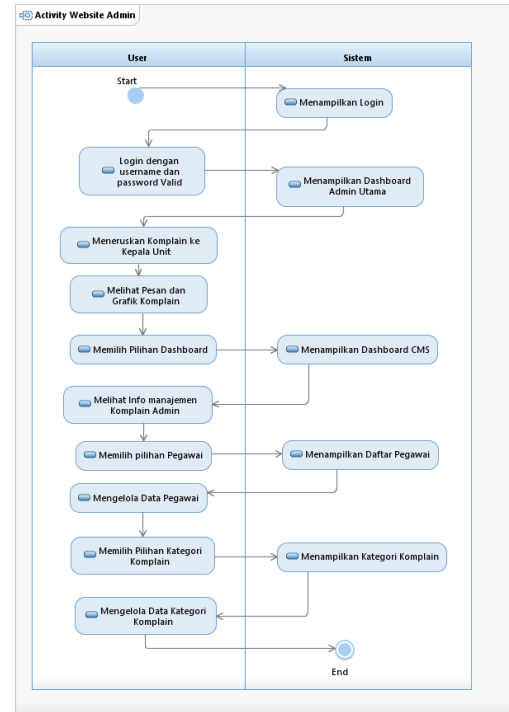 Activity Website Admin
User
Sistem
Start
Menampilkan Login
Login dengan
username dan
password Valid
Menampilkan Dashboard
Admin Utama
Meneruskan Komplain ke
Kepala Unit
Melihat Pesan dan
Grafik Komplain
Memilih Pilihan Dashboard
Menampilkan Dashboard CMS
Melihat Info manajemen
Komplain Admin
Memilih pilihan Pegawai
Menampilkan Daftar Pegawai
Mengelola Data Pegawai
Memilih Pilihan Kategori
Komplain
Menampilkan Kategori Komplain
Mengelola Data Kategori
Komplain
End